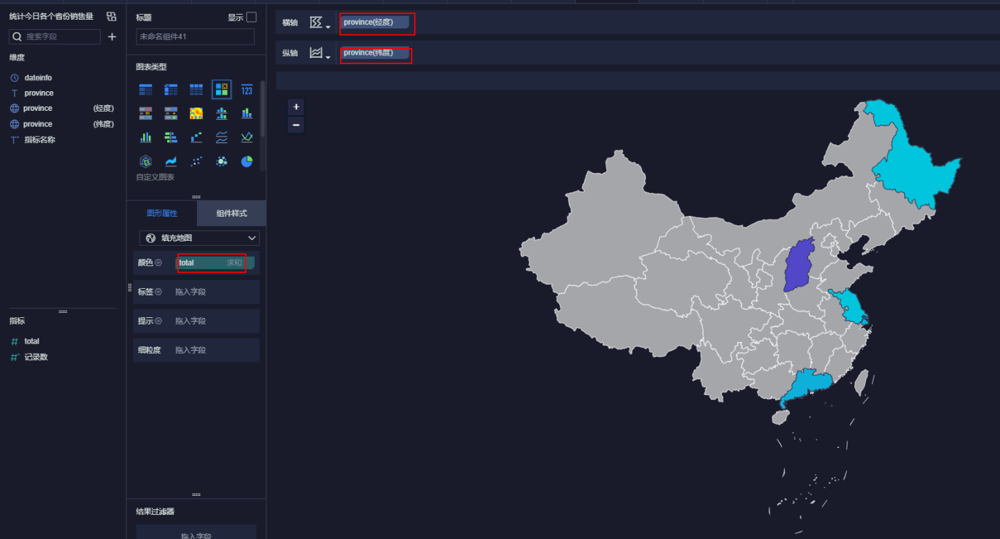 统计今日各个省份销售量
搜索字段
维度
dateinfo
province
province (经度)
province (纬度)
指标名称
指标
total
记录数
标题 显示
未命名组件41
图表类型
123
自定义图表
图形属性 组件样式
填充地图
颜色 total 求和
标签 拖入字段
提示 拖入字段
细粒度 拖入字段
结果过滤器
拖入字段
横轴 province(经度)
纵轴 province(纬度)
+
−